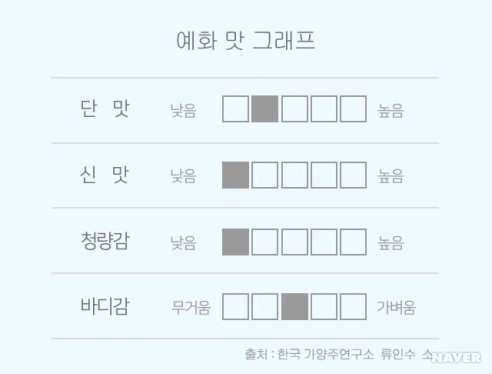 예화 맛 그래프
단 맛 낮음 높음
신 맛 낮음 높음
청량감 낮음 높음
바디감 무거움 가벼움
출처 : 한국 가양주연구소 류인수 소
NAVER